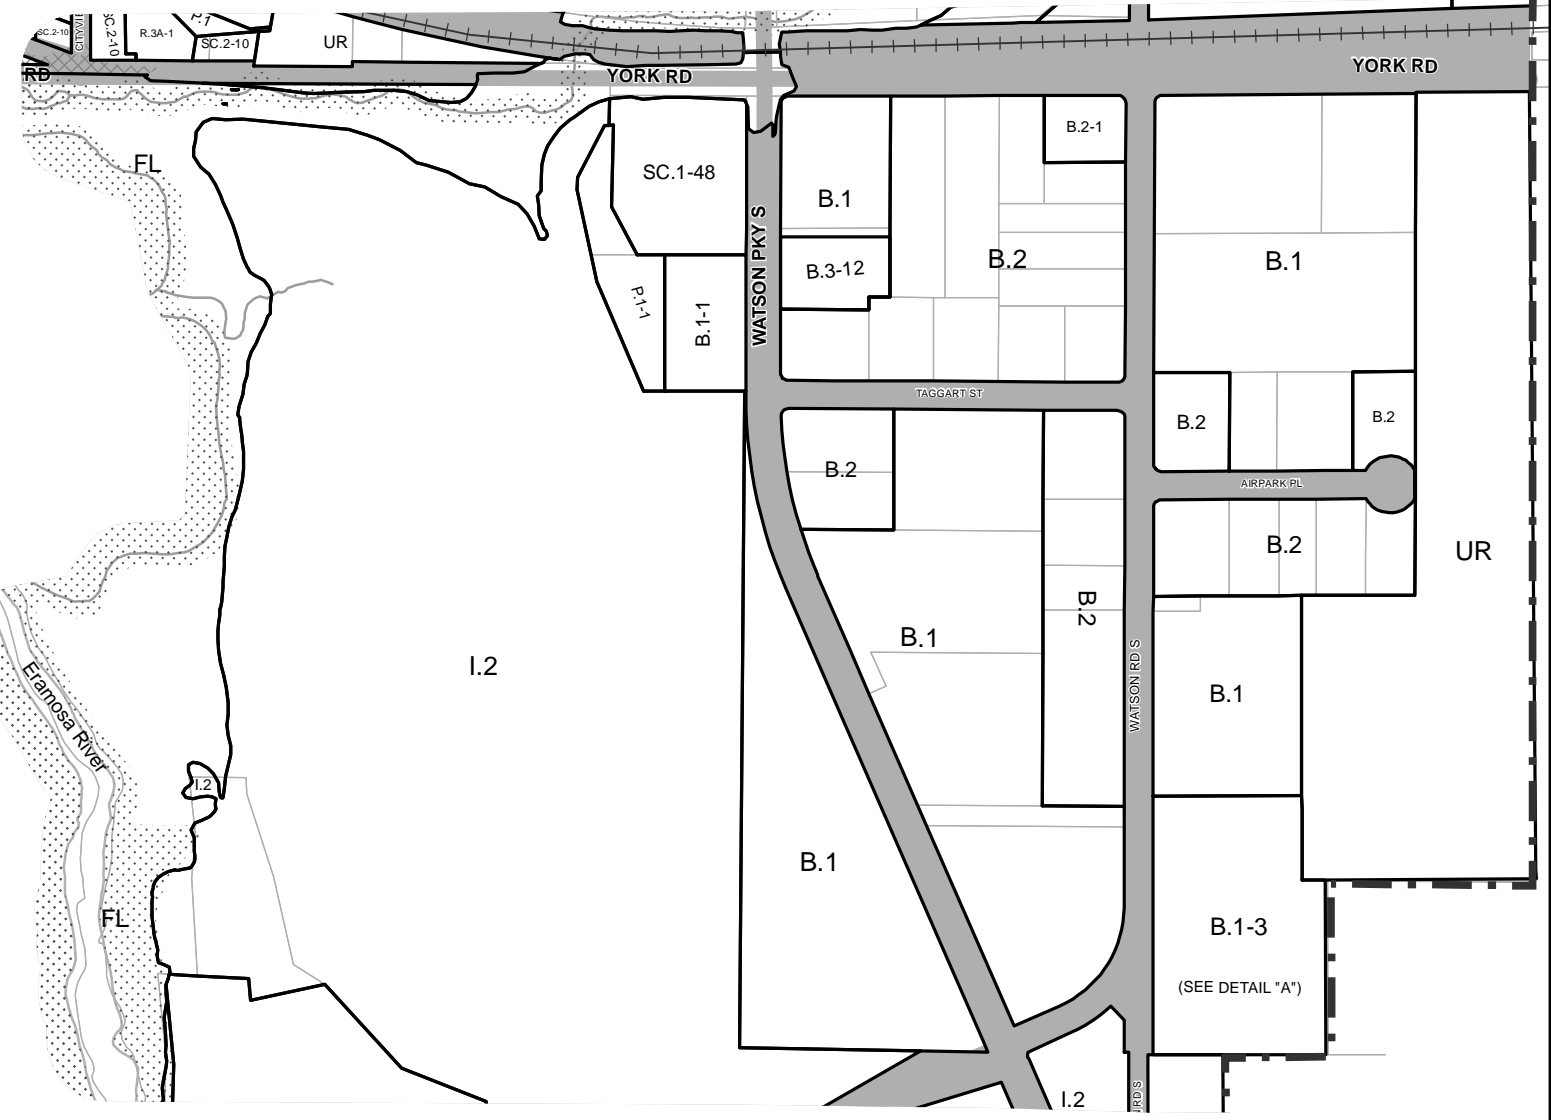 SC.2-10
CITYVIEW
SC.2-10
R.3A-1
SC.2-10
UR
RD
YORK RD
YORK RD
FL
SC.1-48
B.1
B.2-1
B.2
B.1
B.3-12
P.1-1
B.1-1
WATSON PKY S
TAGGART ST
B.2
B.2
B.2
AIRPARK PL
B.2
UR
B.2
B.1
WATSON RD S
I.2
B.1
Eramosa River
I.2
B.1
FL
B.1-3
(SEE DETAIL "A")
I.2
RD S